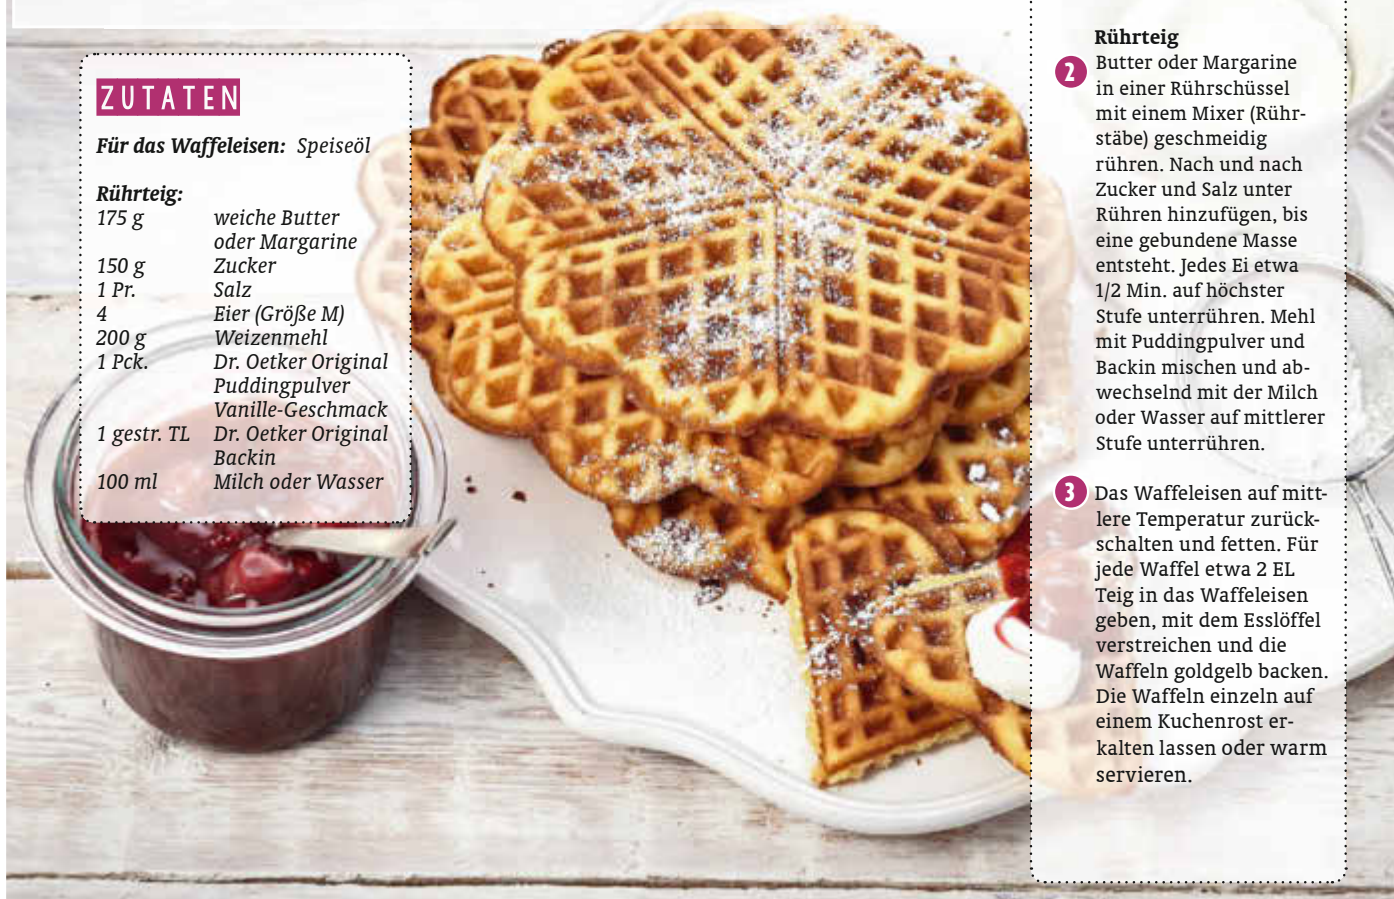 ZUTATEN
Für das Waffeleisen: Speiseöl
Rührteig:
175 g weiche Butter
oder Margarine
150 g Zucker
1 Pr. Salz
4 Eier (Größe M)
200 g Weizenmehl
1 Pck. Dr. Oetker Original
Puddingpulver
Vanille-Geschmack
1 gestr. TL Dr. Oetker Original
Backin
100 ml Milch oder Wasser
Rührteig
2 Butter oder Margarine
in einer Rührschüssel
mit einem Mixer (Rühr-
stäbe) geschmeidig
rühren. Nach und nach
Zucker und Salz unter
Rühren hinzufügen, bis
eine gebundene Masse
entsteht. Jedes Ei etwa
1/2 Min. auf höchster
Stufe unterrühren. Mehl
mit Puddingpulver und
Backin mischen und ab-
wechselnd mit der Milch
oder Wasser auf mittlerer
Stufe unterrühren.
3 Das Waffeleisen auf mitt-
lere Temperatur zurück-
schalten und fetten. Für
jede Waffel etwa 2 EL
Teig in das Waffeleisen
geben, mit dem Esslöffel
verstreichen und die
Waffeln goldgelb backen.
Die Waffeln einzeln auf
einem Kuchenrost er-
kalten lassen oder warm
servieren.